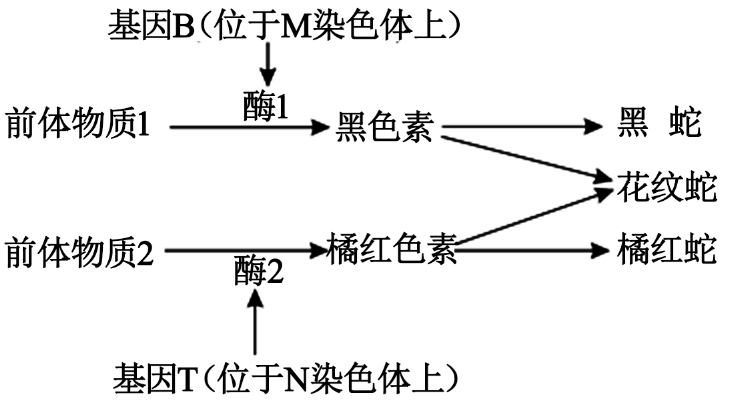 基因B(位于M染色体上)
酶1
前体物质1 黑色素 黑 蛇
花纹蛇
前体物质2 橘红色素 橘红蛇
酶2
基因T(位于N染色体上)